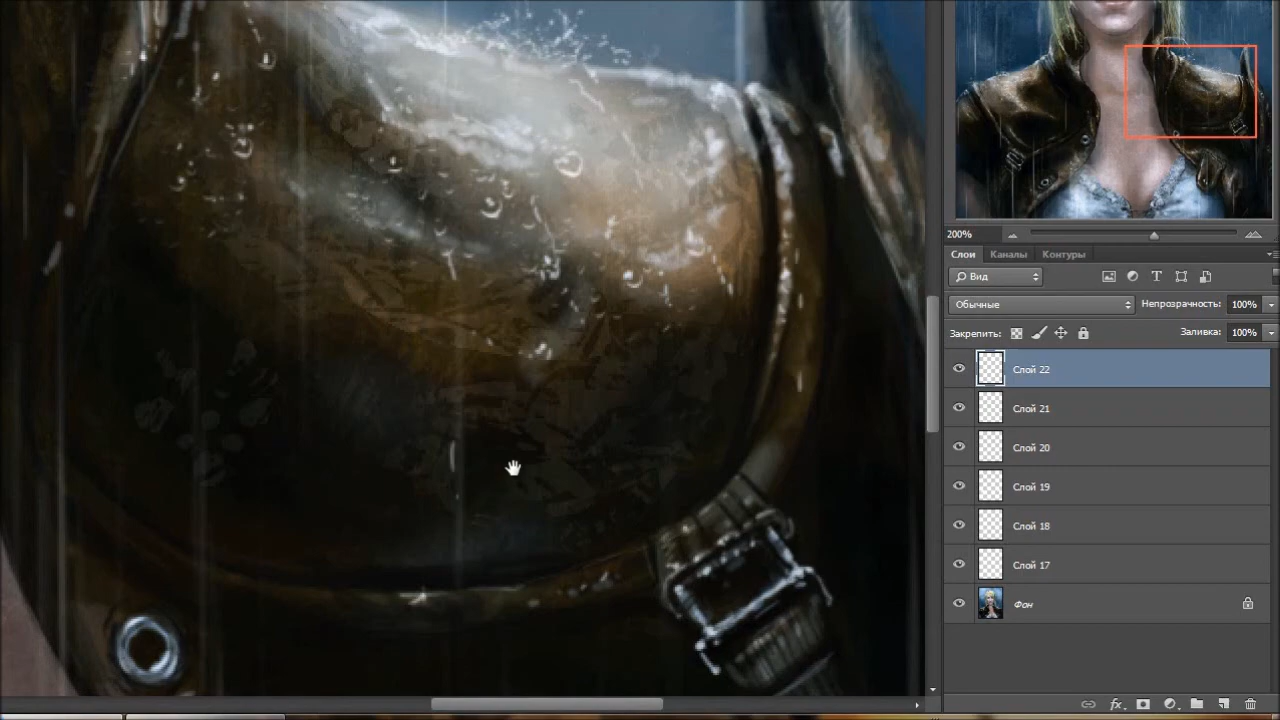 200%
Слои Каналы Контуры
Вид
Обычные Непрозрачность: 100%
Закрепить: Заливка: 100%
Слой 22
Слой 21
Слой 20
Слой 19
Слой 18
Слой 17
Фон
fx